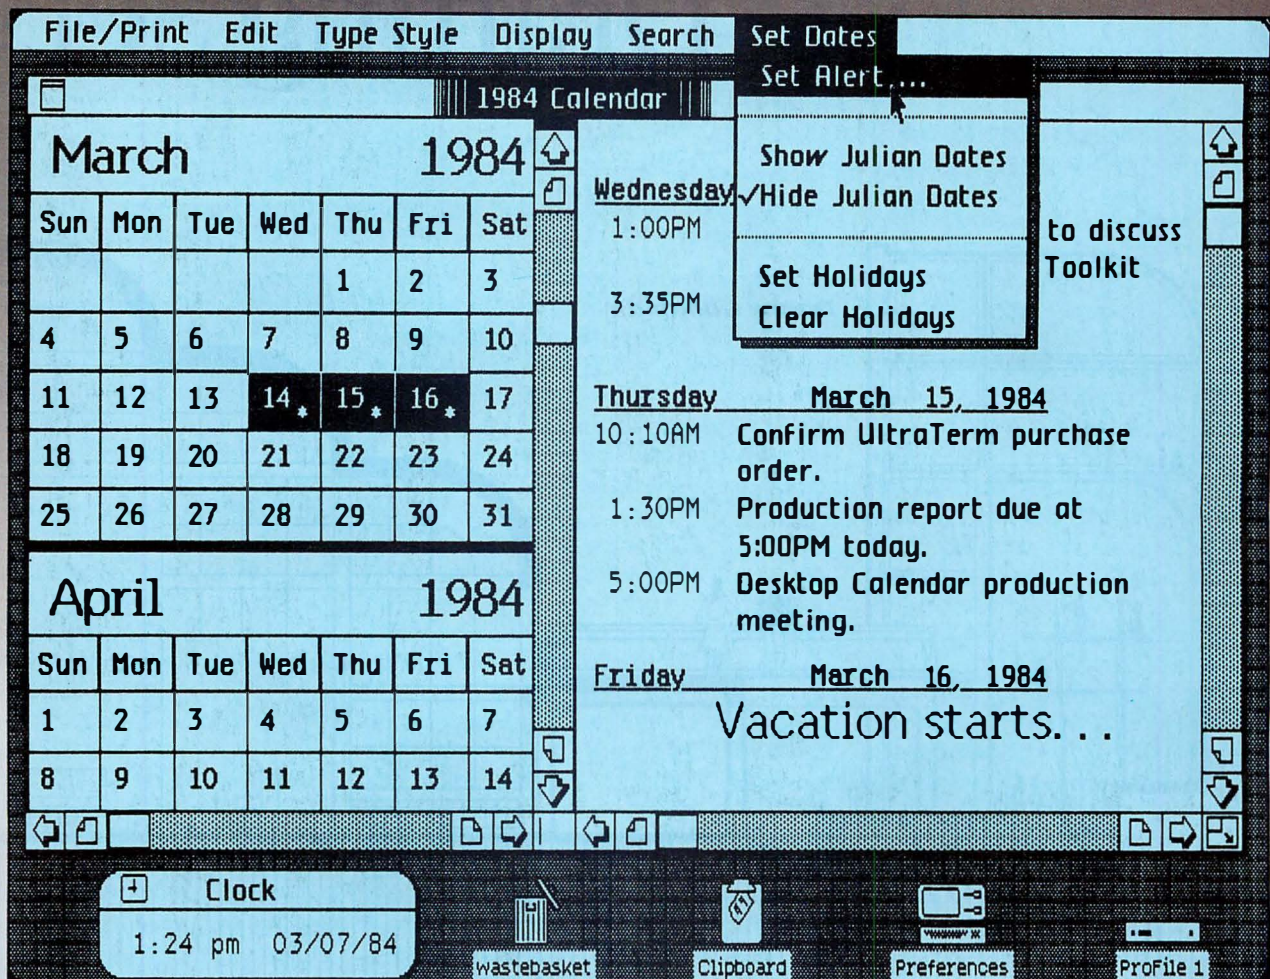 File/Print Edit Type Style Display Search Set Dates
Set Alert....
Show Julian Dates
✓Hide Julian Dates
Set Holidays
Clear Holidays
1984 Calendar
March 1984
Sun Mon Tue Wed Thu Fri Sat
1 2 3
4 5 6 7 8 9 10
11 12 13 14* 15* 16* 17
18 19 20 21 22 23 24
25 26 27 28 29 30 31
April 1984
Sun Mon Tue Wed Thu Fri Sat
1 2 3 4 5 6 7
8 9 10 11 12 13 14
Wednesday
1:00PM to discuss
Toolkit
3:35PM
Thursday March 15, 1984
10:10AM Confirm UltraTerm purchase
order.
1:30PM Production report due at
5:00PM today.
5:00PM Desktop Calendar production
meeting.
Friday March 16, 1984
Vacation starts...
Clock
1:24 pm 03/07/84
wastebasket
Clipboard
Preferences
ProFile 1